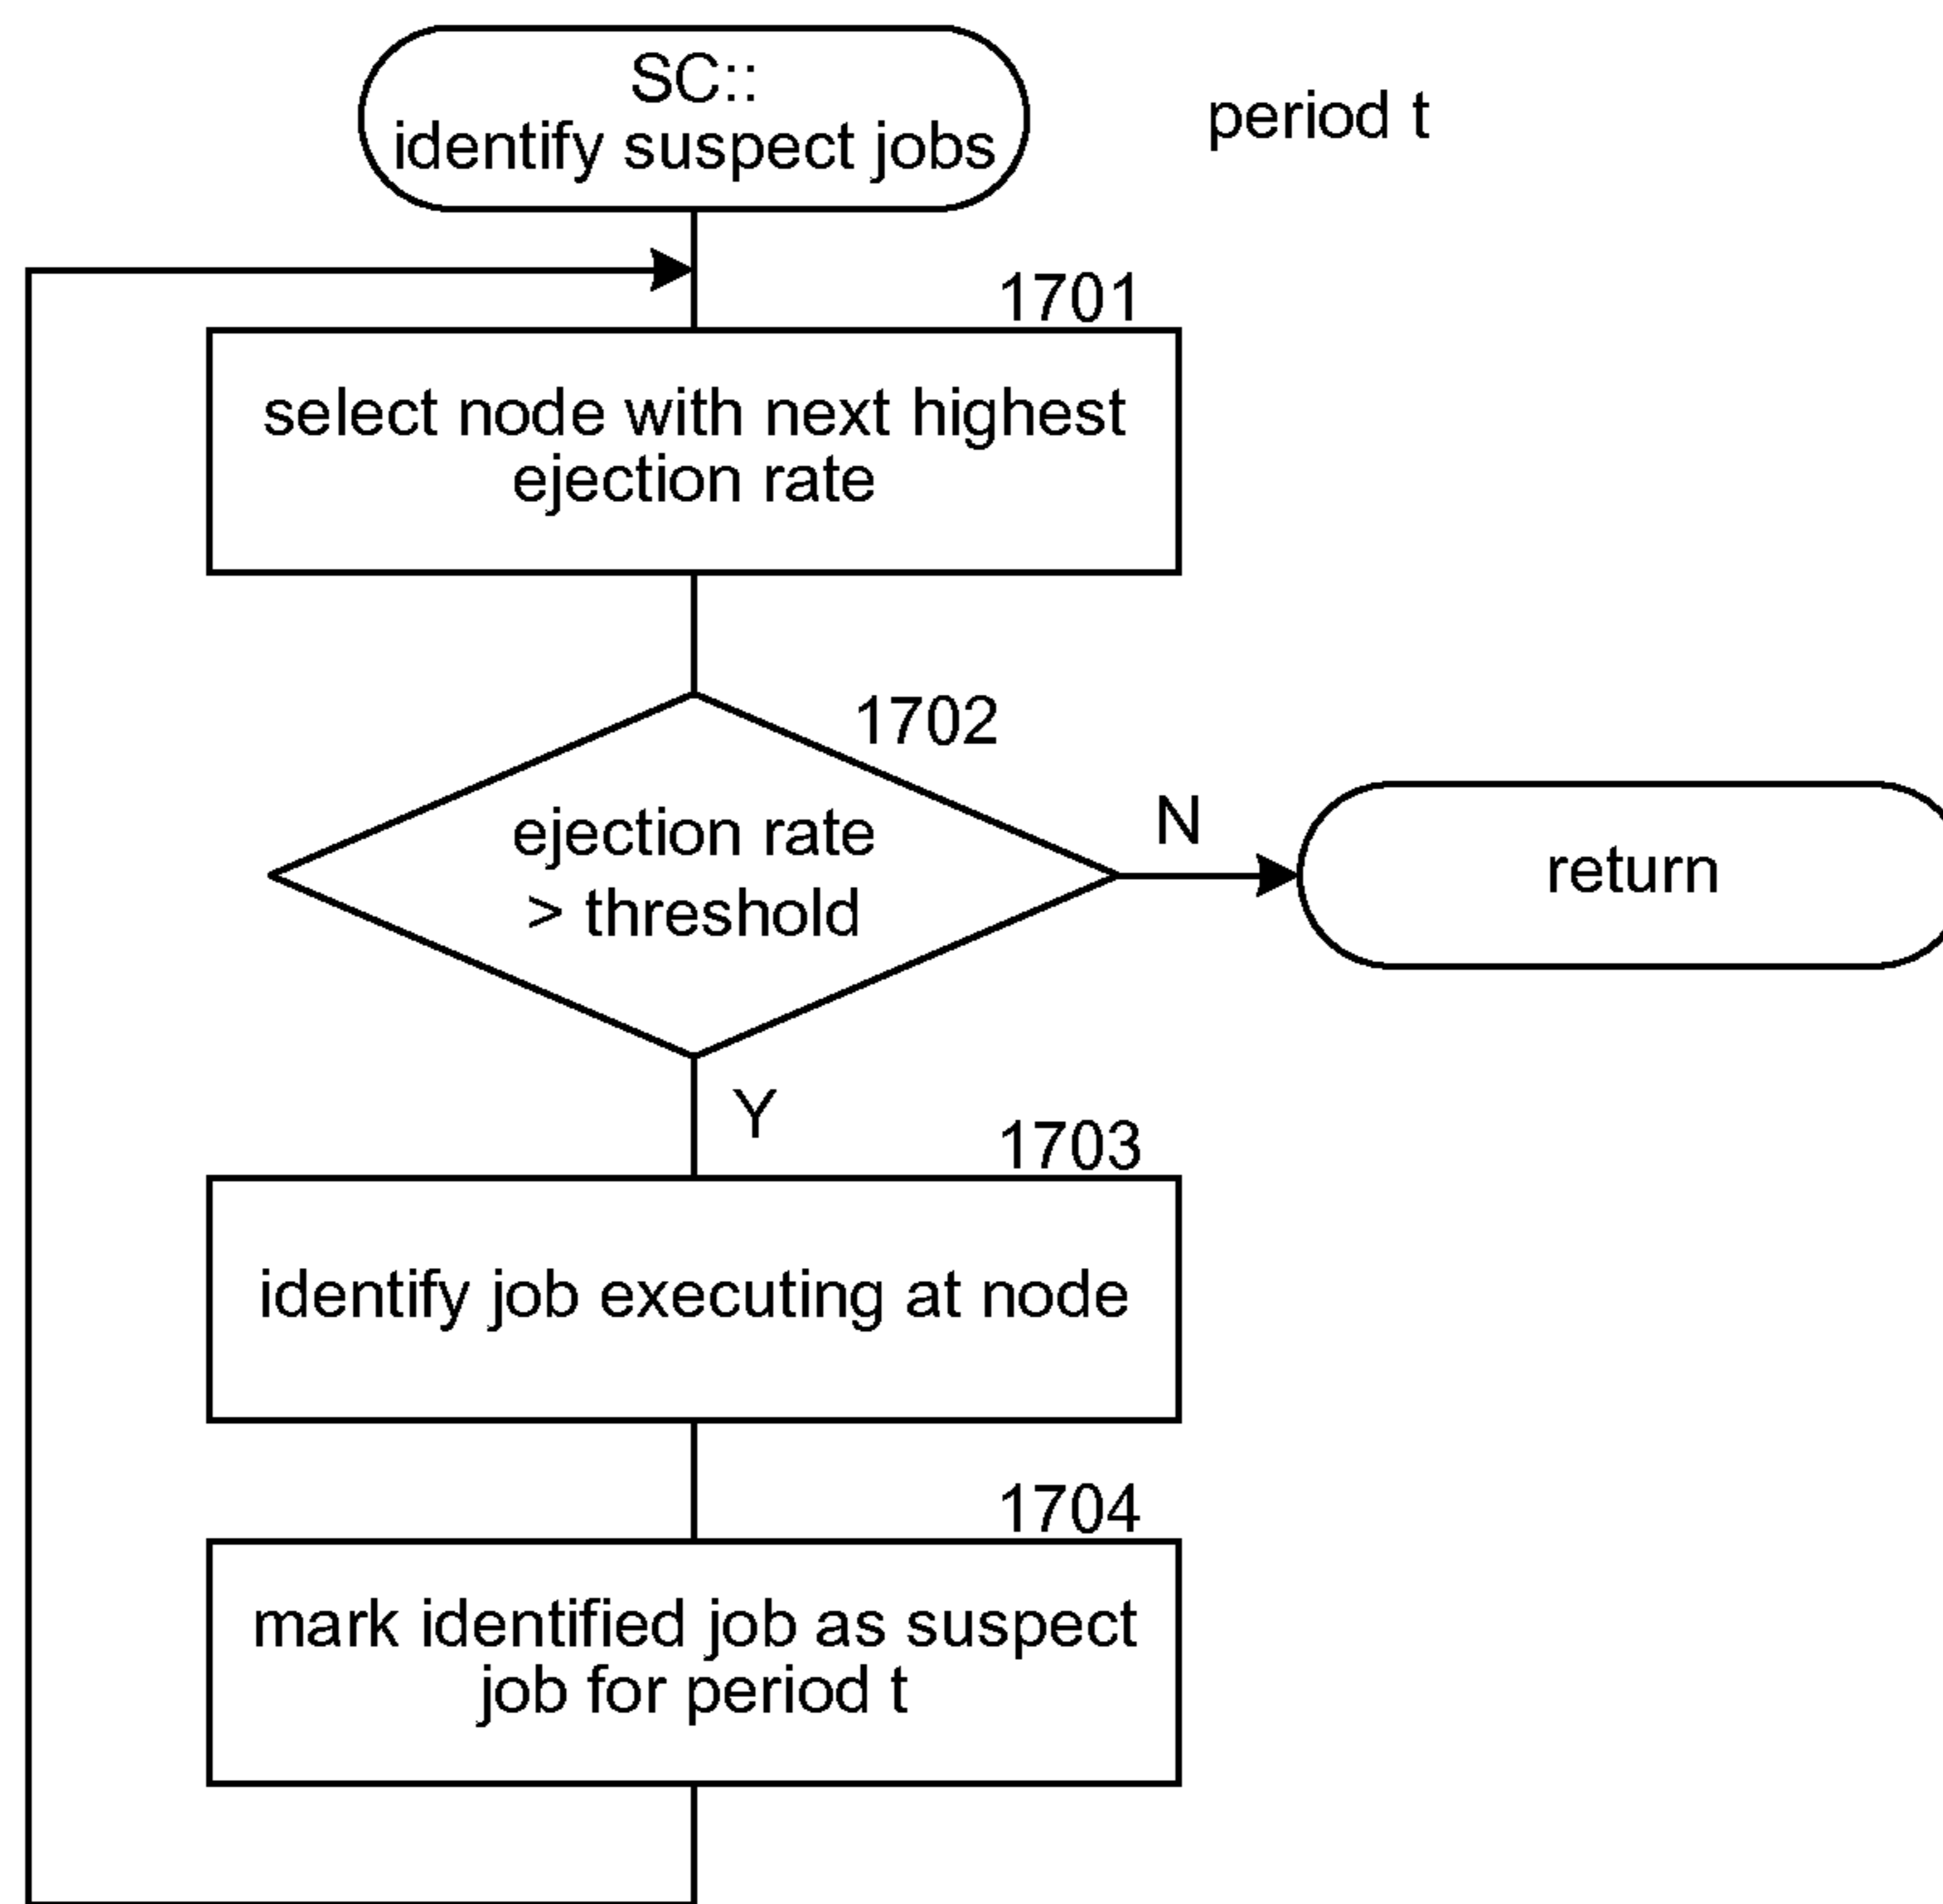 SC::
identify suspect jobs
period t
1701
select node with next highest
ejection rate
1702
ejection rate
> threshold
N
return
Y
1703
identify job executing at node
1704
mark identified job as suspect
job for period t